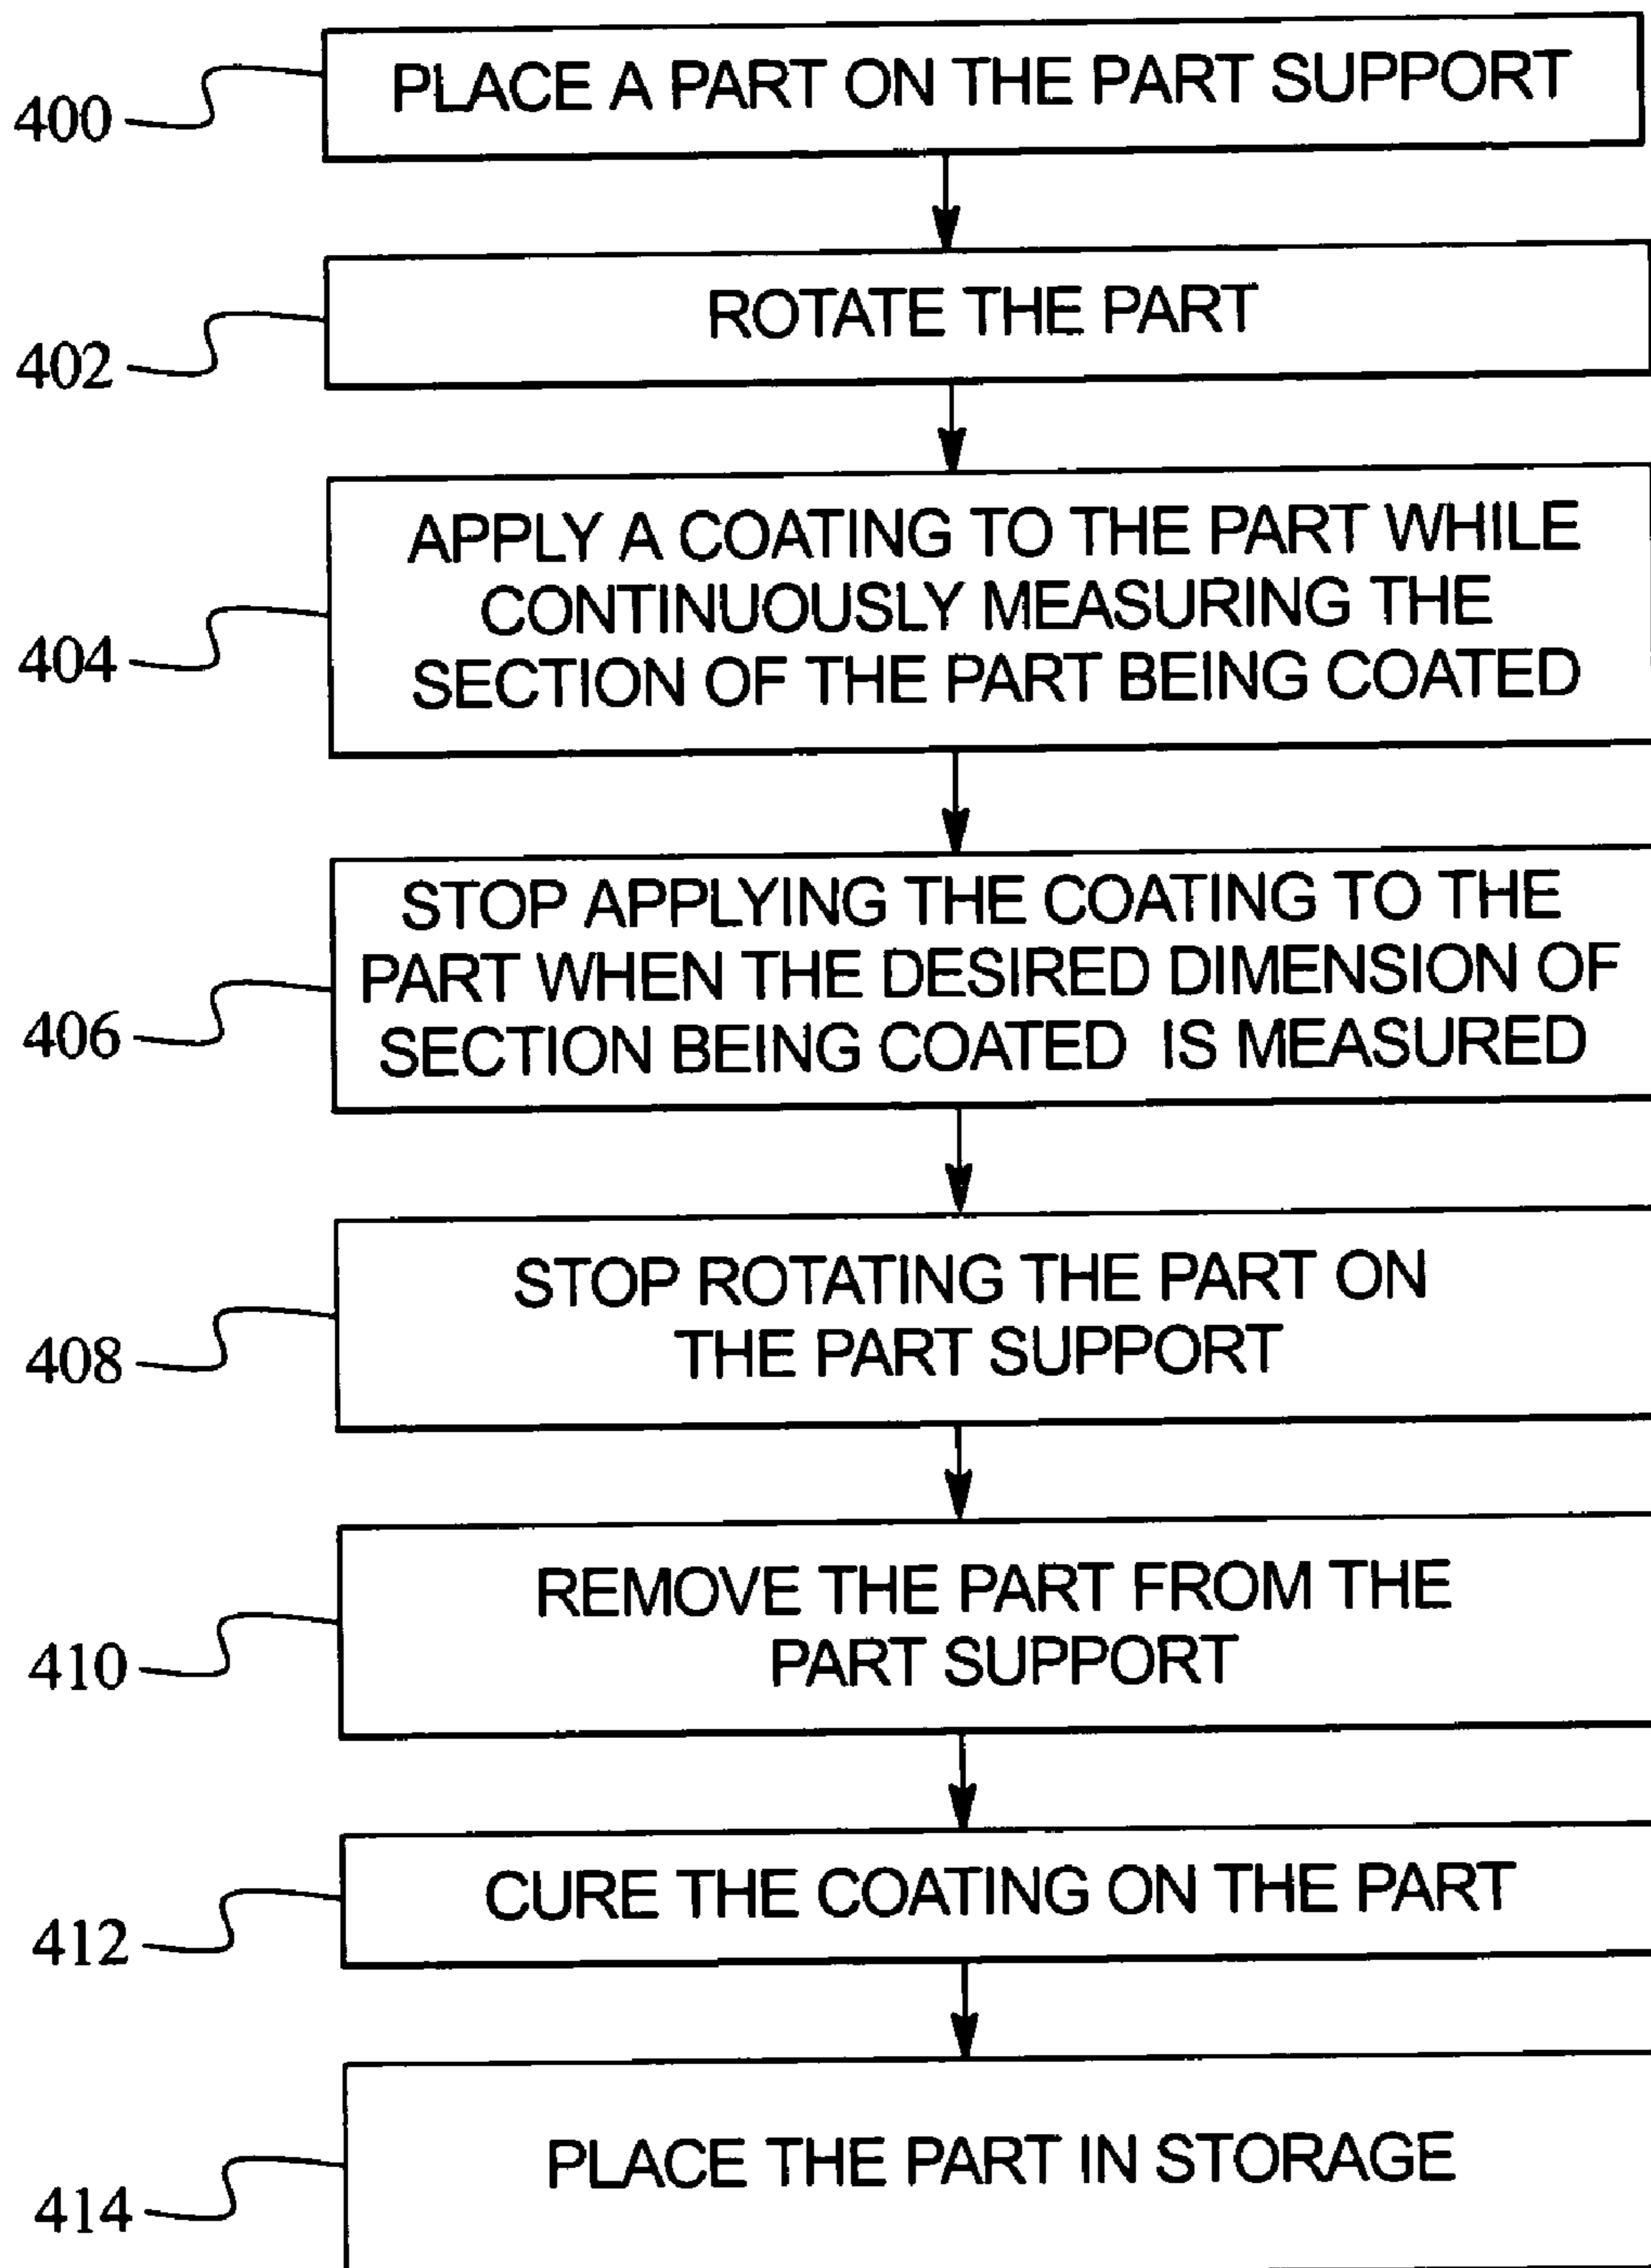 PLACE A PART ON THE PART SUPPORT
400
ROTATE THE PART
402
APPLY A COATING TO THE PART WHILE
CONTINUOUSLY MEASURING THE
SECTION OF THE PART BEING COATED
404
STOP APPLYING THE COATING TO THE
PART WHEN THE DESIRED DIMENSION OF
SECTION BEING COATED IS MEASURED
406
STOP ROTATING THE PART ON
THE PART SUPPORT
408
REMOVE THE PART FROM THE
PART SUPPORT
410
CURE THE COATING ON THE PART
412
PLACE THE PART IN STORAGE
414